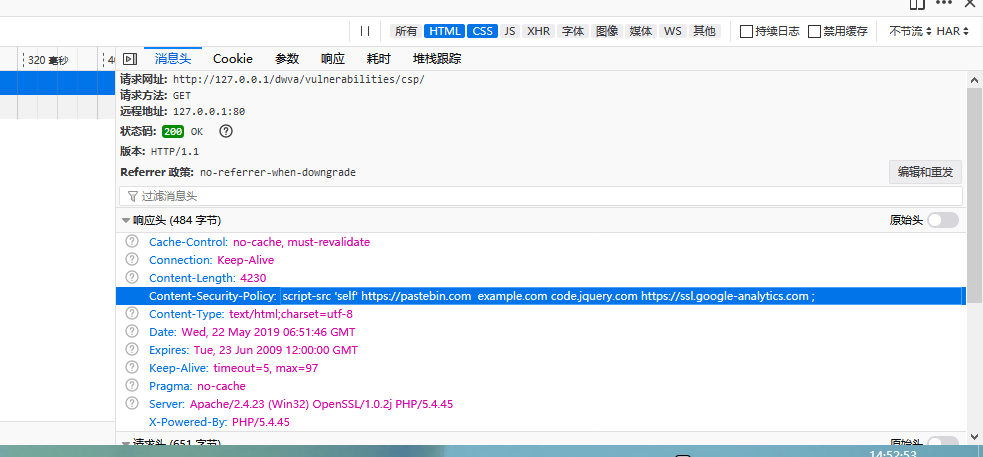 所有 HTML CSS JS XHR 字体 图像 媒体 WS 其他 持续日志 禁用缓存 不节流 HAR
320 毫秒
消息头 Cookie 参数 响应 耗时 堆栈跟踪
请求网址: http://127.0.0.1/dwva/vulnerabilities/csp/
请求方法: GET
远程地址: 127.0.0.1:80
状态码: 200 OK ?
版本: HTTP/1.1
Referrer 政策: no-referrer-when-downgrade 编辑和重发
过滤消息头
响应头 (484 字节) 原始头
? Cache-Control: no-cache, must-revalidate
? Connection: Keep-Alive
? Content-Length: 4230
Content-Security-Policy: script-src 'self' https://pastebin.com example.com code.jquery.com https://ssl.google-analytics.com ;
? Content-Type: text/html;charset=utf-8
? Date: Wed, 22 May 2019 06:51:46 GMT
? Expires: Tue, 23 Jun 2009 12:00:00 GMT
? Keep-Alive: timeout=5, max=97
? Pragma: no-cache
? Server: Apache/2.4.23 (Win32) OpenSSL/1.0.2j PHP/5.4.45
X-Powered-By: PHP/5.4.45
请求头 (651 字节) 原始头
14:52:53